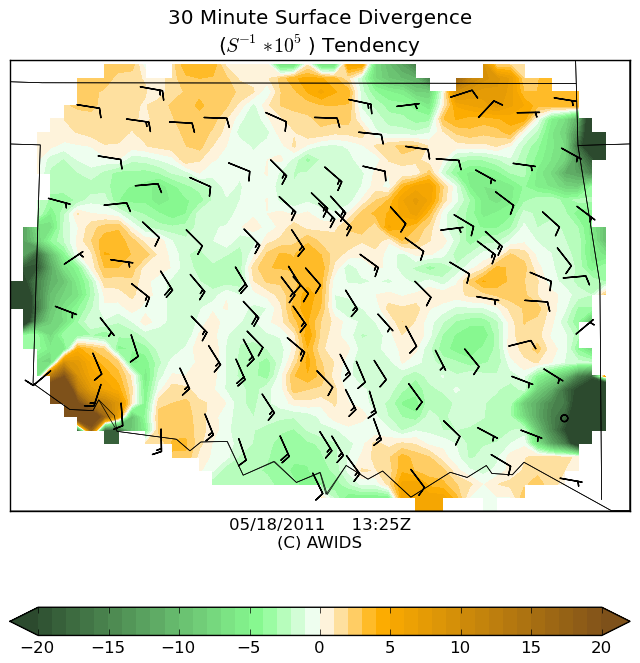 30 Minute Surface Divergence
(S⁻¹ * 10⁵ ) Tendency
05/18/2011 13:25Z
(C) AWIDS
−20 −15 −10 −5 0 5 10 15 20